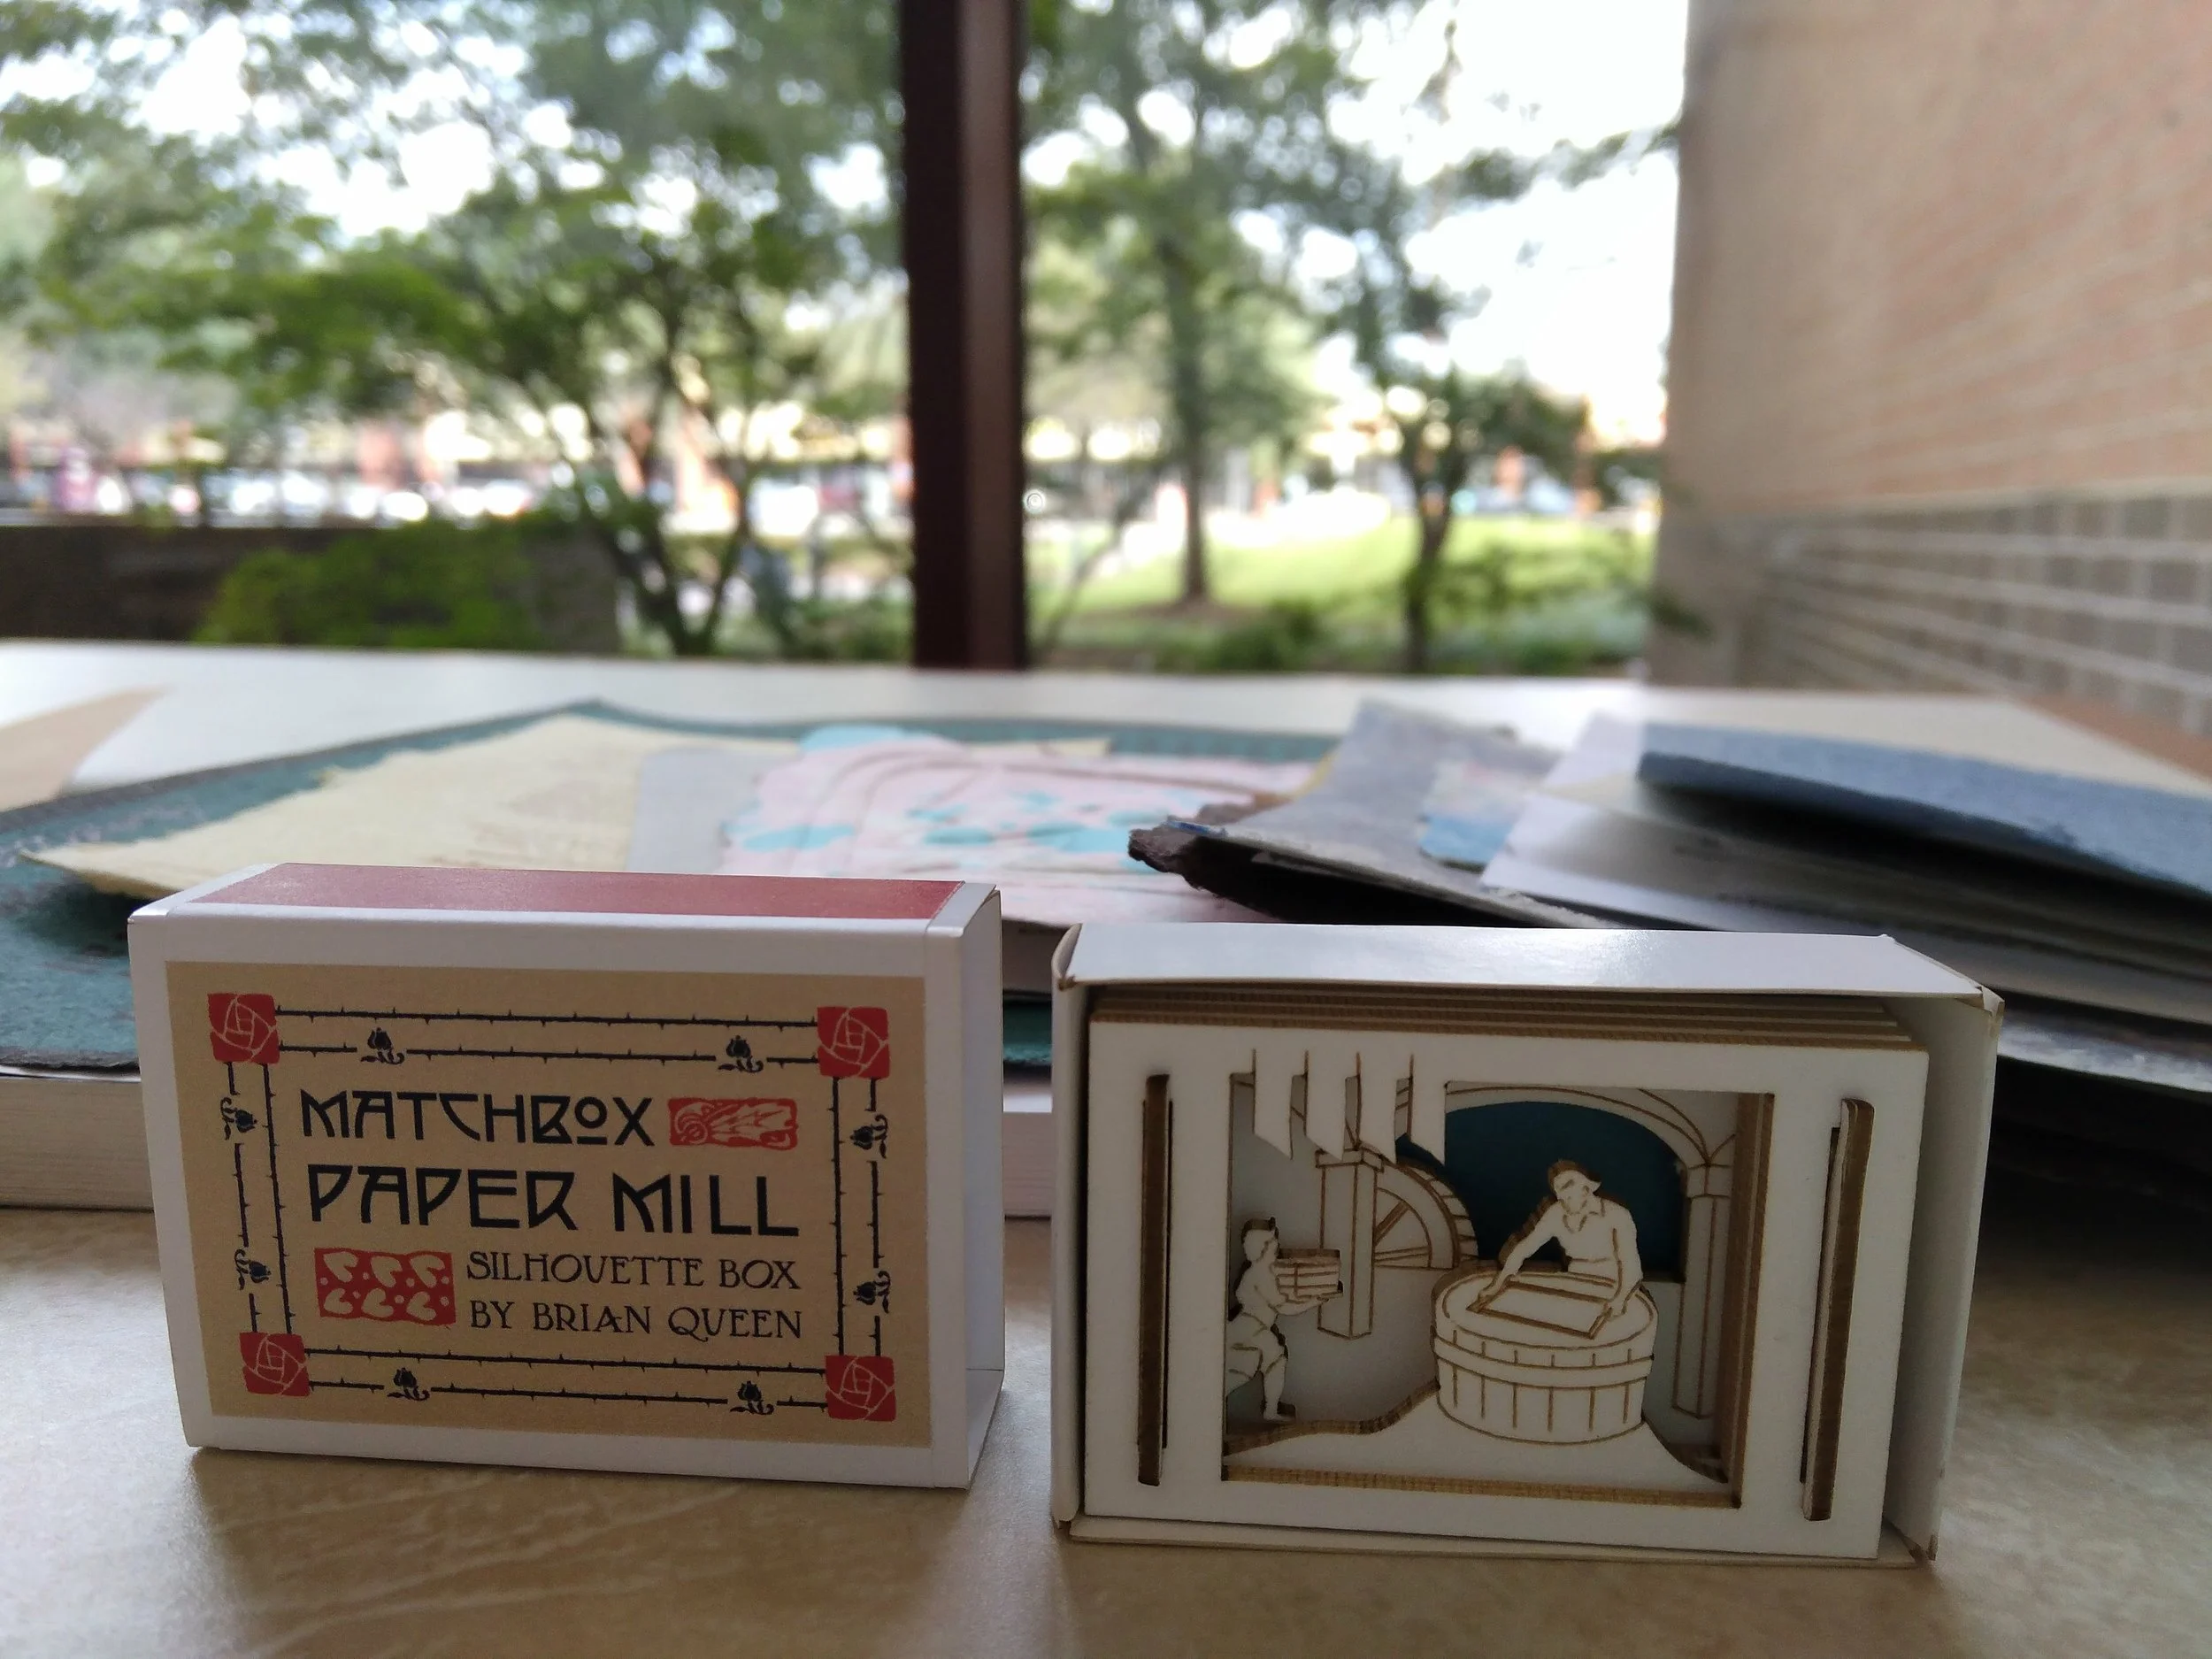 MATCHBOX
PAPER MILL
SILHOUETTE BOX
BY BRIAN QUEEN